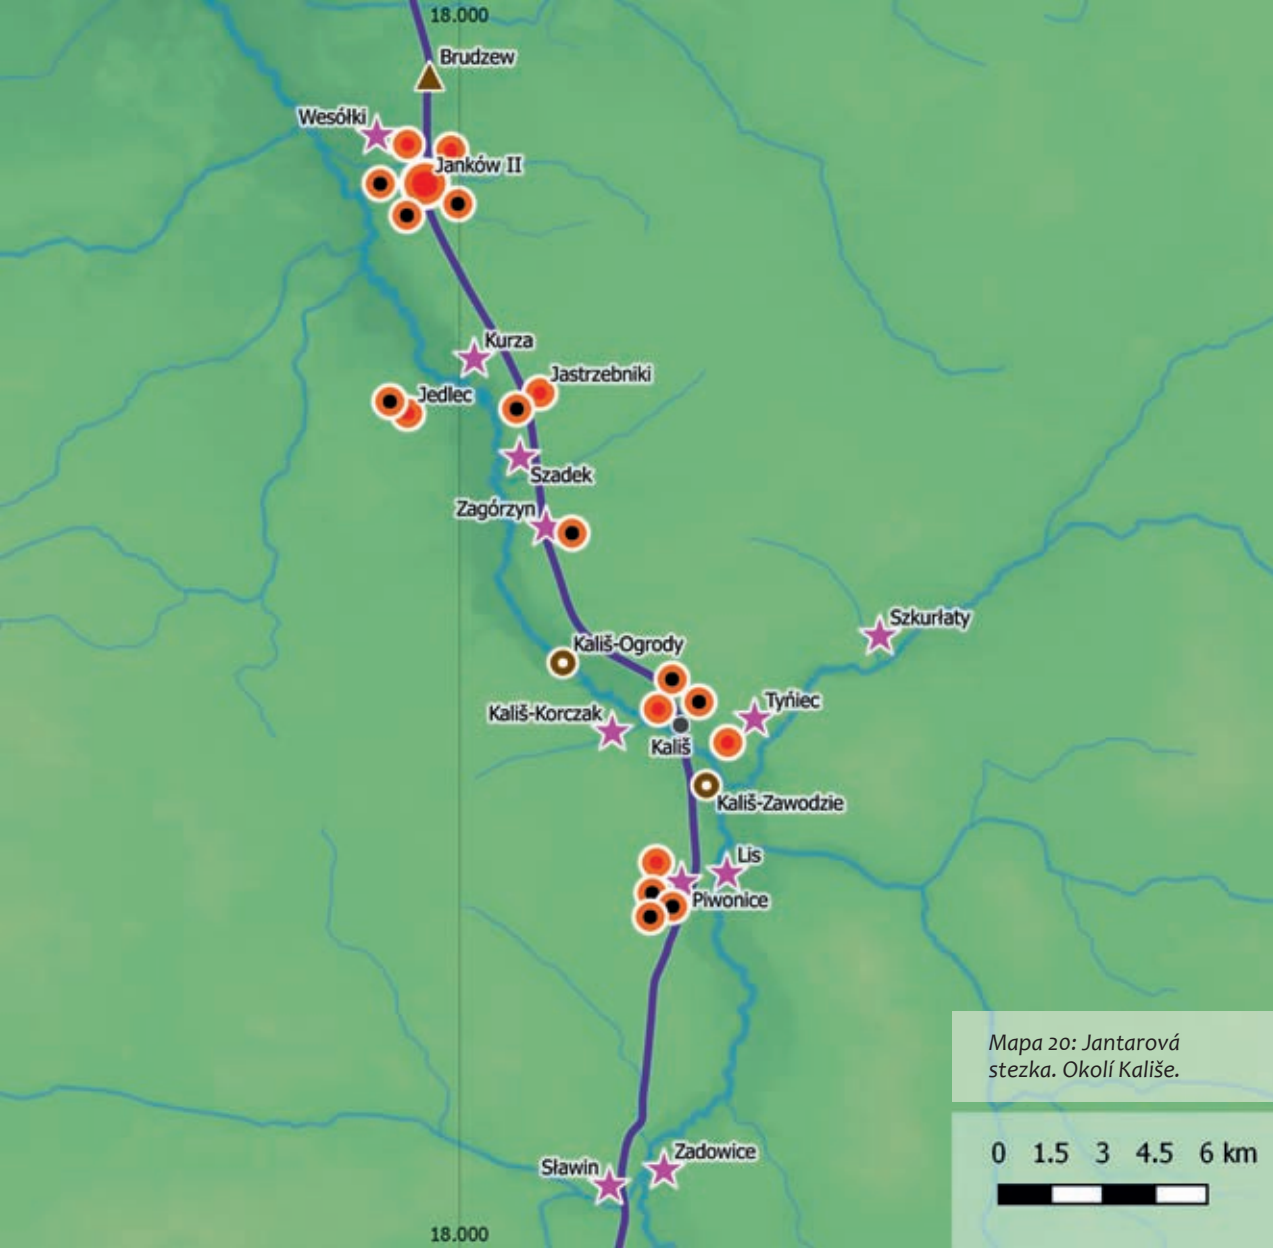 18.000
Brudzew
Wesółki
Janków II
Kurza
Jastrzebniki
Jedlec
Szadek
Zagórzyn
Szkurłaty
Kališ-Ogrody
Tyńiec
Kališ-Korczak
Kališ
Kališ-Zawodzie
Lis
Piwonice
Mapa 20: Jantarová
stezka. Okolí Kališe.
Zadowice
Sławin
0 1.5 3 4.5 6 km
18.000